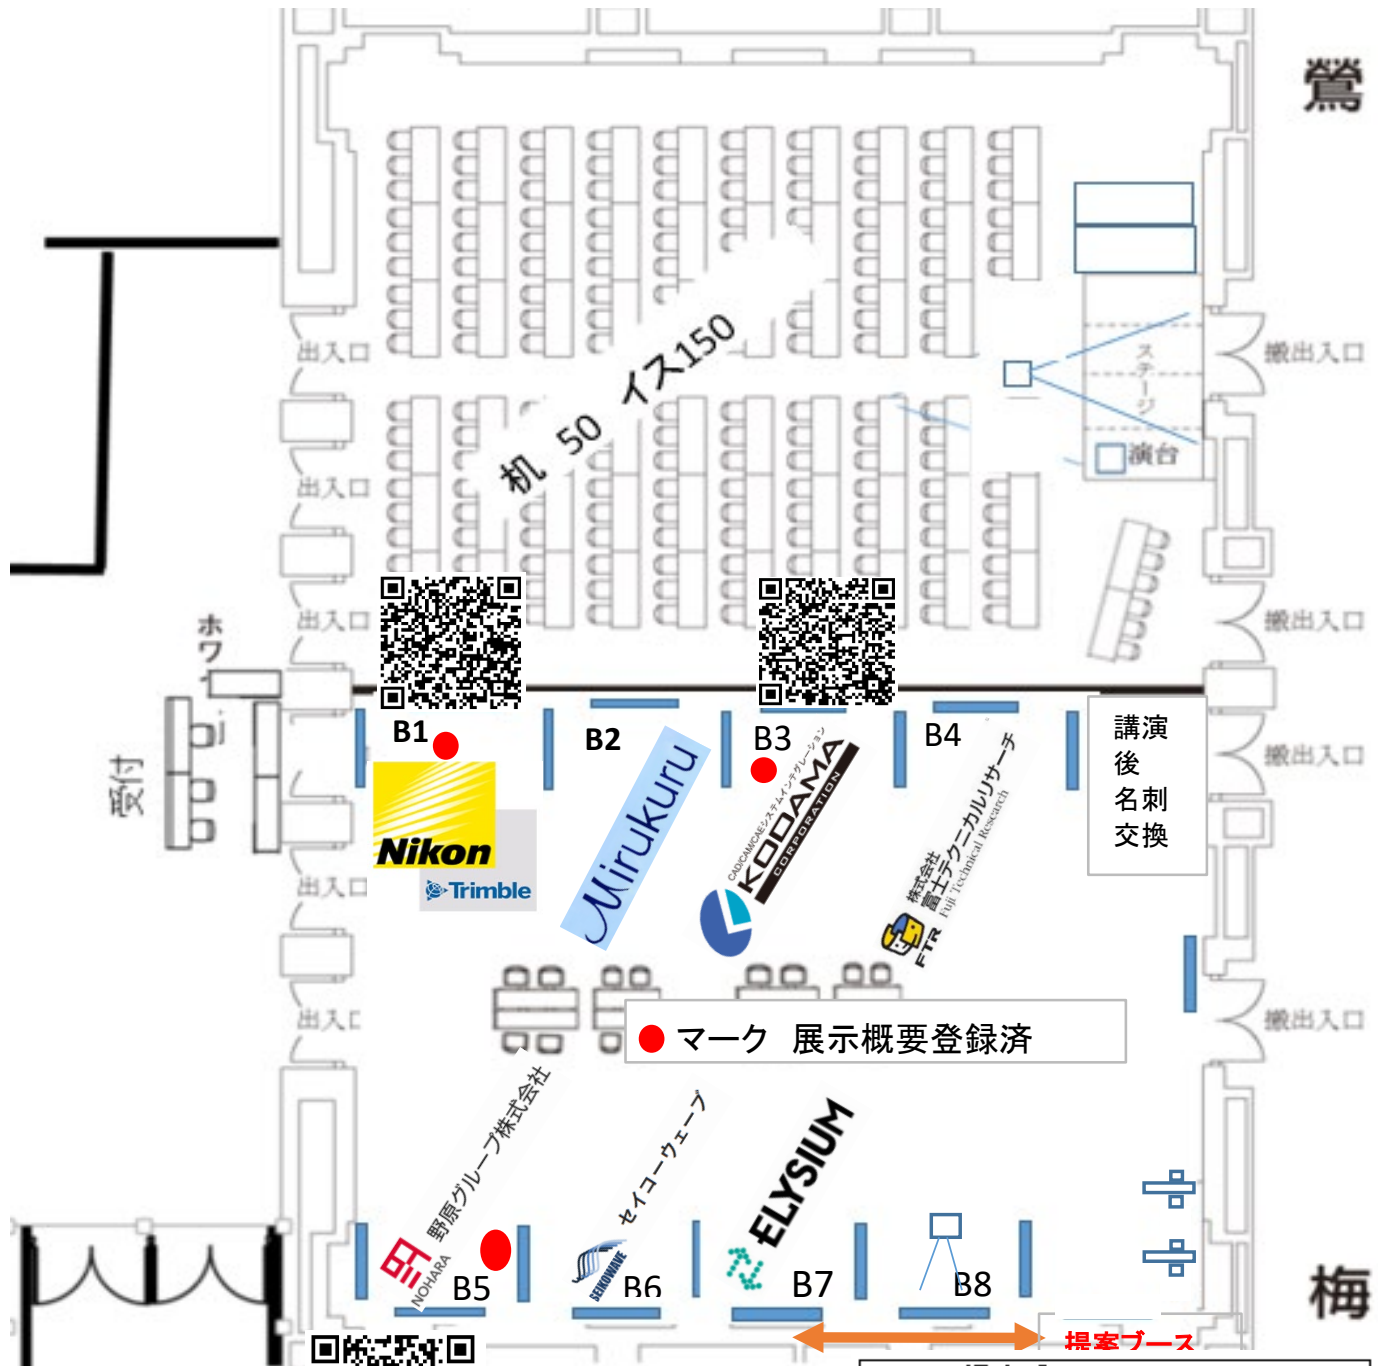 鶯
机 50 イス150
出入口
搬出入口
ステージ
出入口
演台
出入口
搬出入口
ホワ
受付
B1
B2
B3
B4
講演
後
名刺
交換
搬出入口
Nikon
Trimble
Mirukuru
CAD/CAM/CAEシステムインテグレーション
KODAMA
CORPORATION
株式会社
富士テクニカルリサーチ
Fuji Technical Research
FTR
出入口
出入口
搬出入口
マーク 展示概要登録済
野原グループ株式会社
NOHARA
セイコーウェーブ
SEIKOWAVE
ELYSIUM
B5
B6
B7
B8
梅
提案ブース